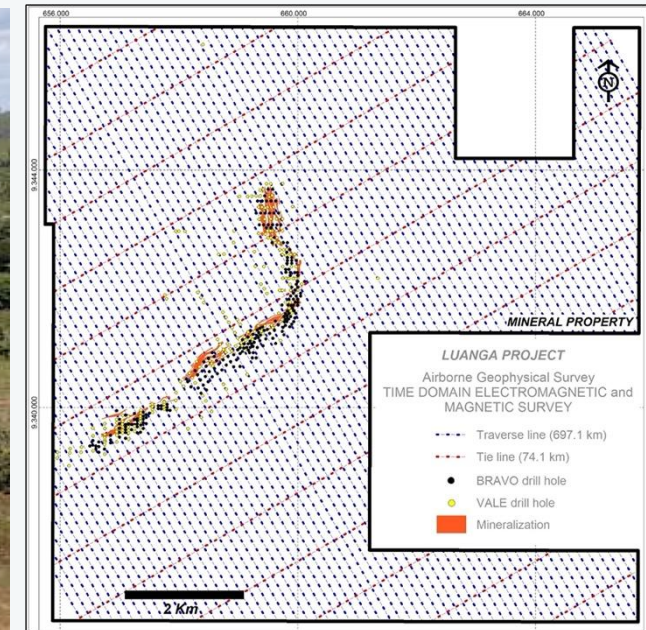 656.000 660.000 664.000
N
9.344.000
MINERAL PROPERTY
LUANGA PROJECT
Airborne Geophysical Survey
TIME DOMAIN ELECTROMAGNETIC and
MAGNETIC SURVEY
Traverse line (697.1 km)
Tie line (74.1 km)
BRAVO drill hole
VALE drill hole
Mineralization
9.340.000
2 Km